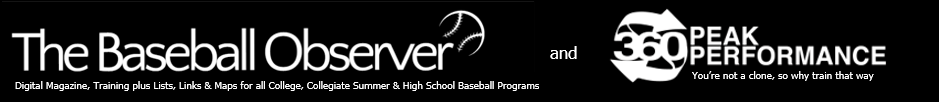 The Baseball Observer
Digital Magazine, Training plus Lists, Links & Maps for all College, Collegiate Summer & High School Baseball Programs
and
360 PEAK
PERFORMANCE
You're not a clone, so why train that way